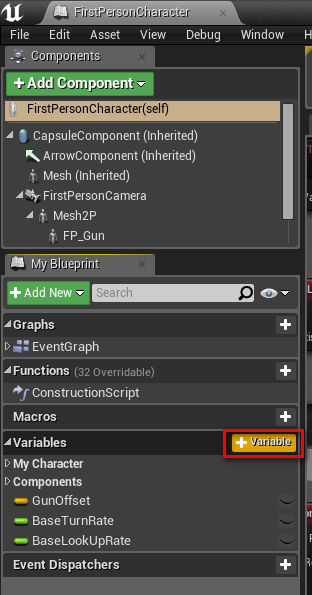 FirstPersonCharacter
File Edit Asset View Debug Window
Components
Add Component
FirstPersonCharacter(self)
CapsuleComponent (Inherited)
ArrowComponent (Inherited)
Mesh (Inherited)
FirstPersonCamera
Mesh2P
FP_Gun
My Blueprint
Add New Search
Graphs
EventGraph
Functions (32 Overridable)
ConstructionScript
Macros
Variables Variable
My Character
Components
GunOffset
BaseTurnRate
BaseLookUpRate
Event Dispatchers